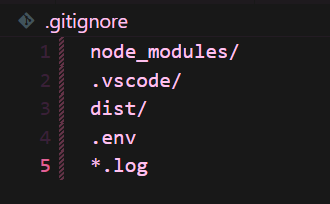 .gitignore
1 node_modules/
2 .vscode/
3 dist/
4 .env
5 *.log